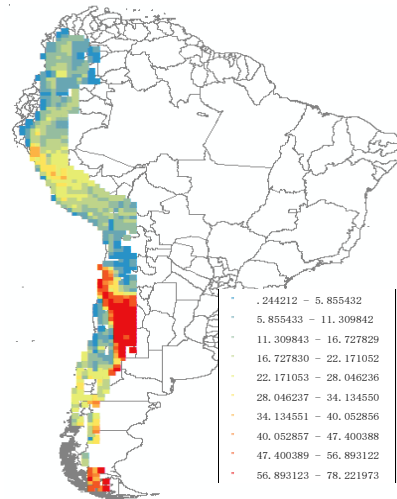 .244212 – 5.855432
5.855433 – 11.309842
11.309843 – 16.727829
16.727830 – 22.171052
22.171053 – 28.046236
28.046237 – 34.134550
34.134551 – 40.052856
40.052857 – 47.400388
47.400389 – 56.893122
56.893123 – 78.221973